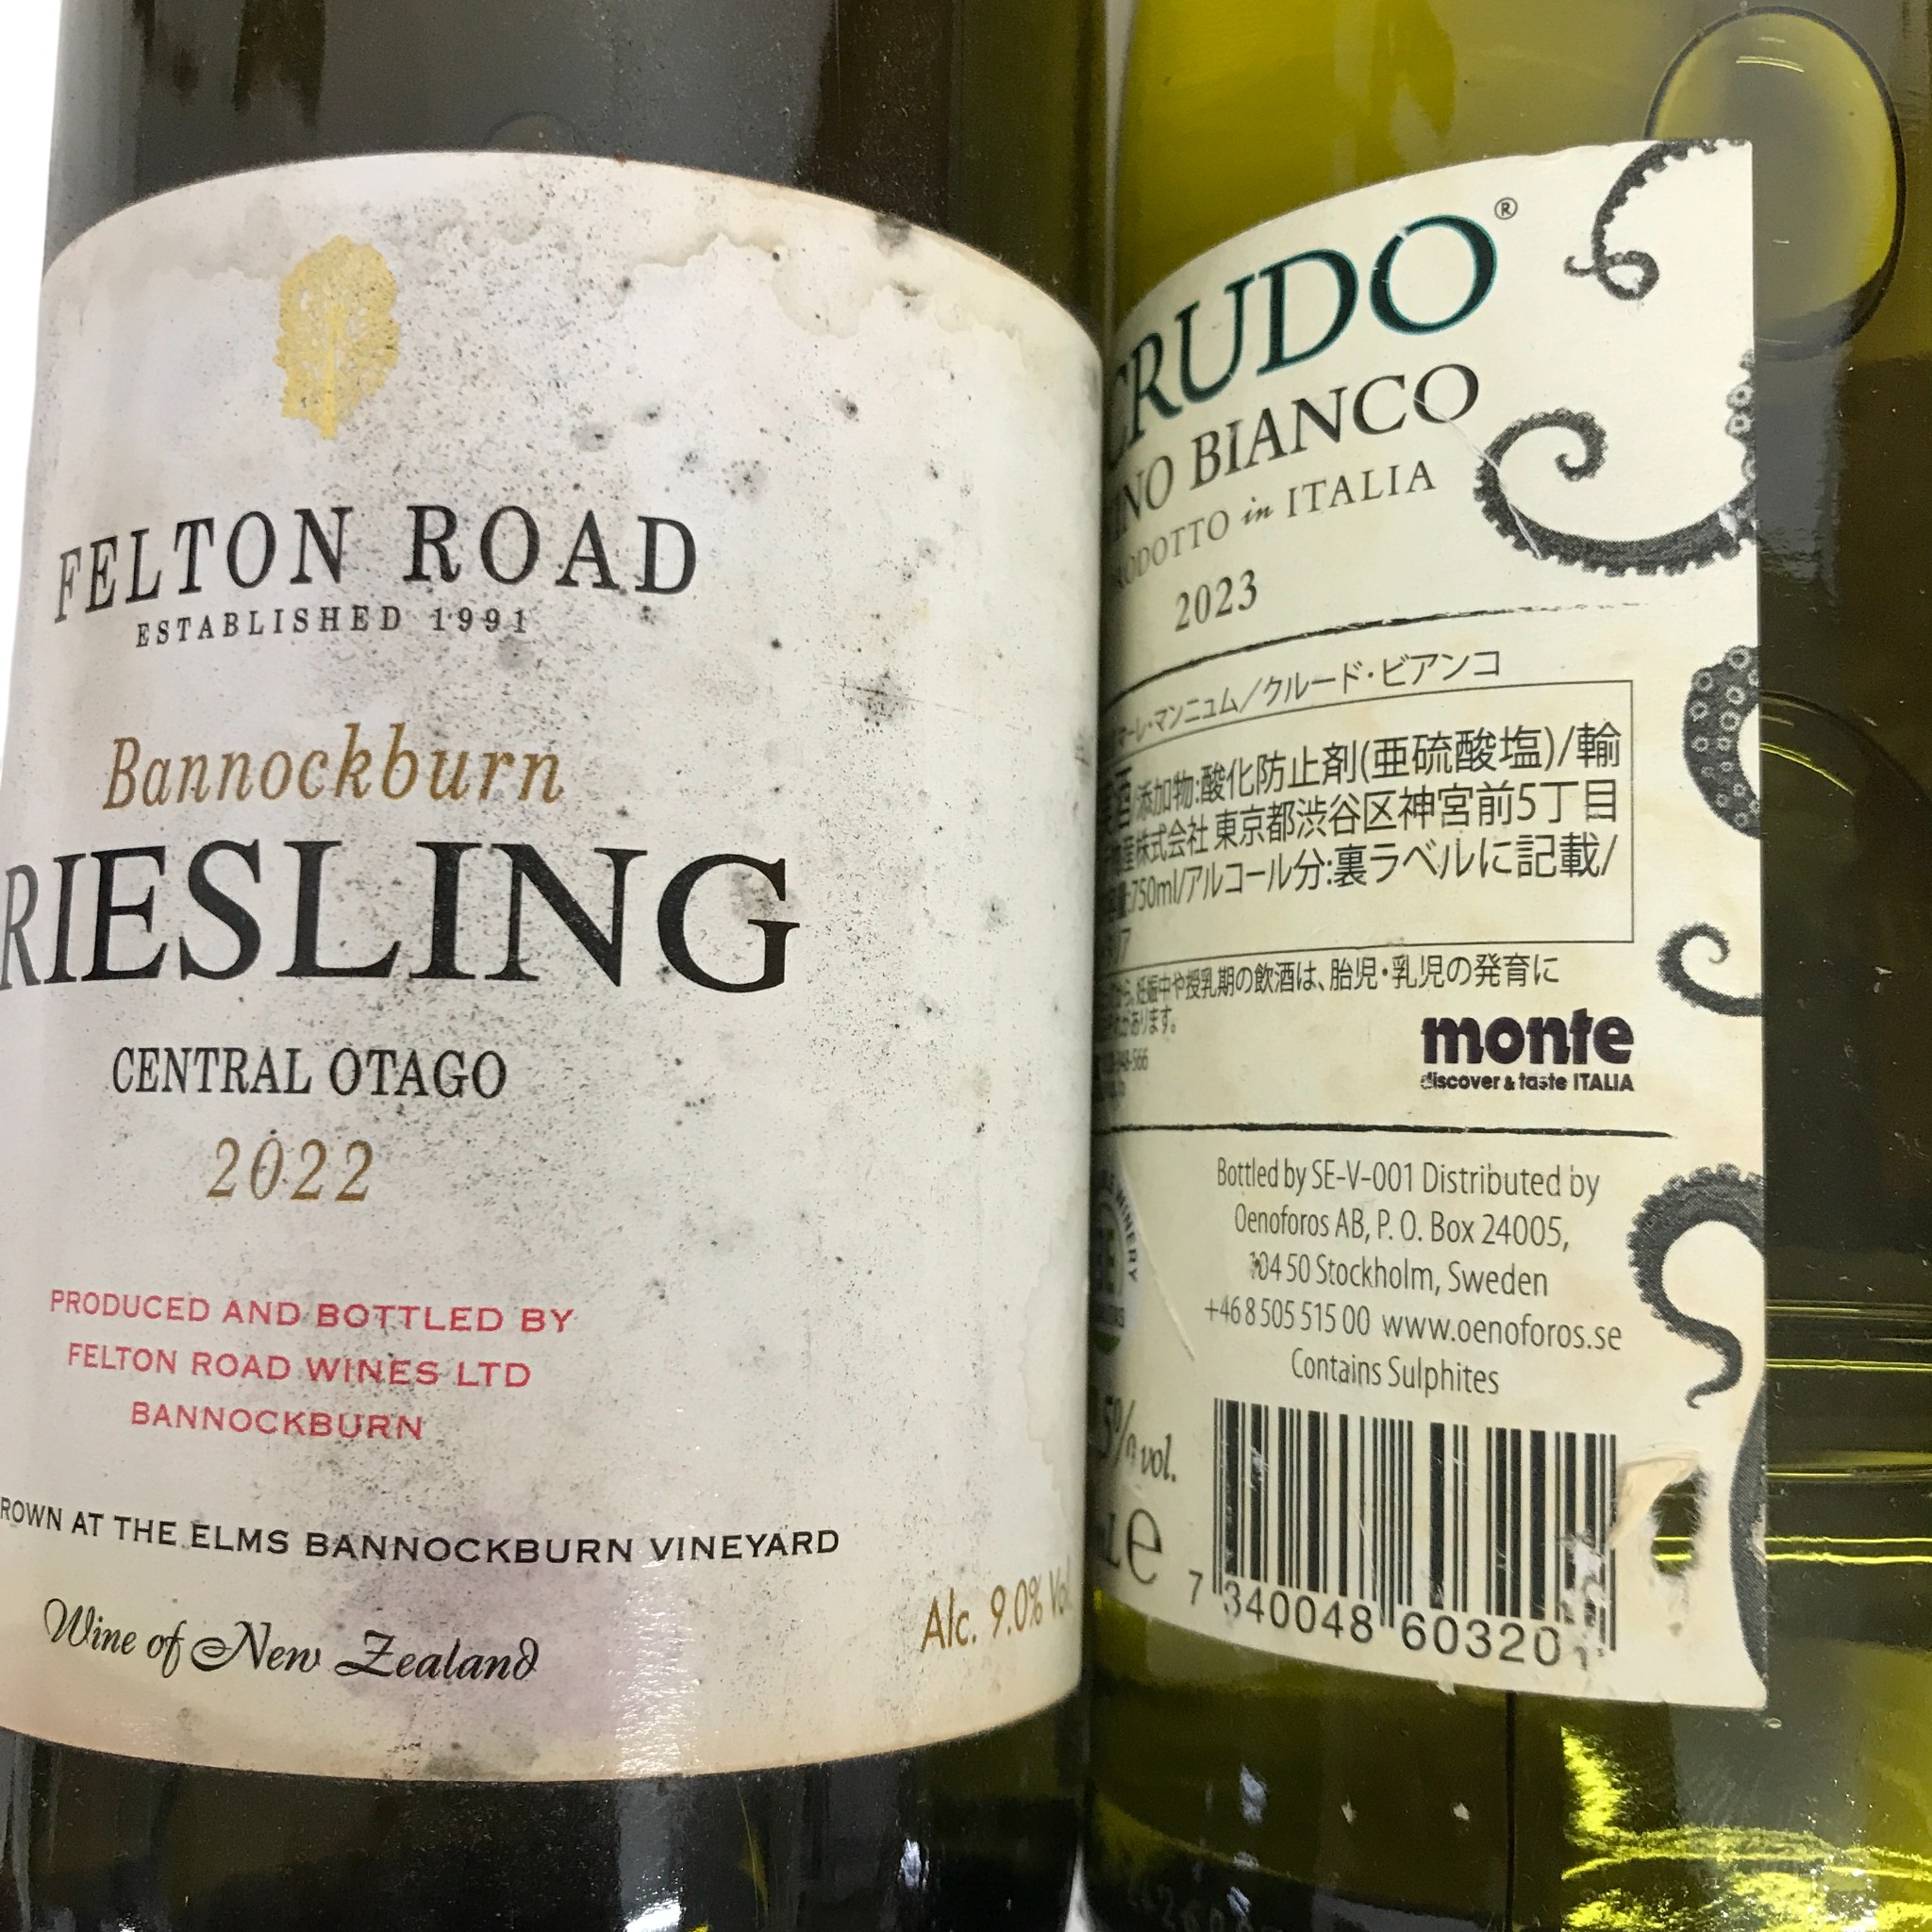 FELTON ROAD
ESTABLISHED 1991
Bannockburn
RIESLING
CENTRAL OTAGO
2022
PRODUCED AND BOTTLED BY
FELTON ROAD WINES LTD
BANNOCKBURN
AT THE ELMS BANNOCKBURN VINEYARD
Wine of New Zealand
Alc. 9.0% Vol.
CRUDO®
BIANCO
in ITALIA
2023
マーレ・マンニュム／クルード・ビアンコ
添加物:酸化防止剤(亜硫酸塩)/輸
株式会社 東京都渋谷区神宮前5丁目
750ml/アルコール分:裏ラベルに記載/
妊娠中や授乳期の飲酒は、胎児・乳児の発育に
あります。
monte
discover & taste ITALIA
Bottled by SE-V-001 Distributed by
Oenoforos AB, P. O. Box 24005,
104 50 Stockholm, Sweden
+46 8 505 515 00 www.oenoforos.se
Contains Sulphites
WINERY
vol.
e
7 340048 60320